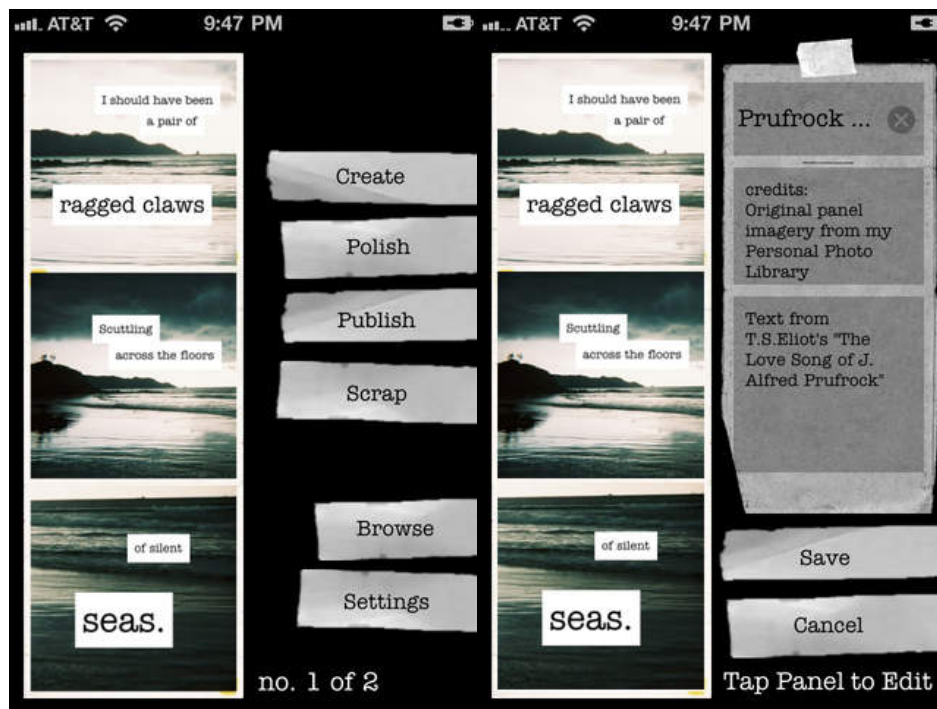 AT&T 9:47 PM
I should have been
a pair of
ragged claws
Scuttling
across the floors
of silent
seas.
Create
Polish
Publish
Scrap
Browse
Settings
no. 1 of 2
AT&T 9:47 PM
I should have been
a pair of
ragged claws
Scuttling
across the floors
of silent
seas.
Prufrock ...
credits:
Original panel
imagery from my
Personal Photo
Library
Text from
T.S.Eliot's "The
Love Song of J.
Alfred Prufrock"
Save
Cancel
Tap Panel to Edit